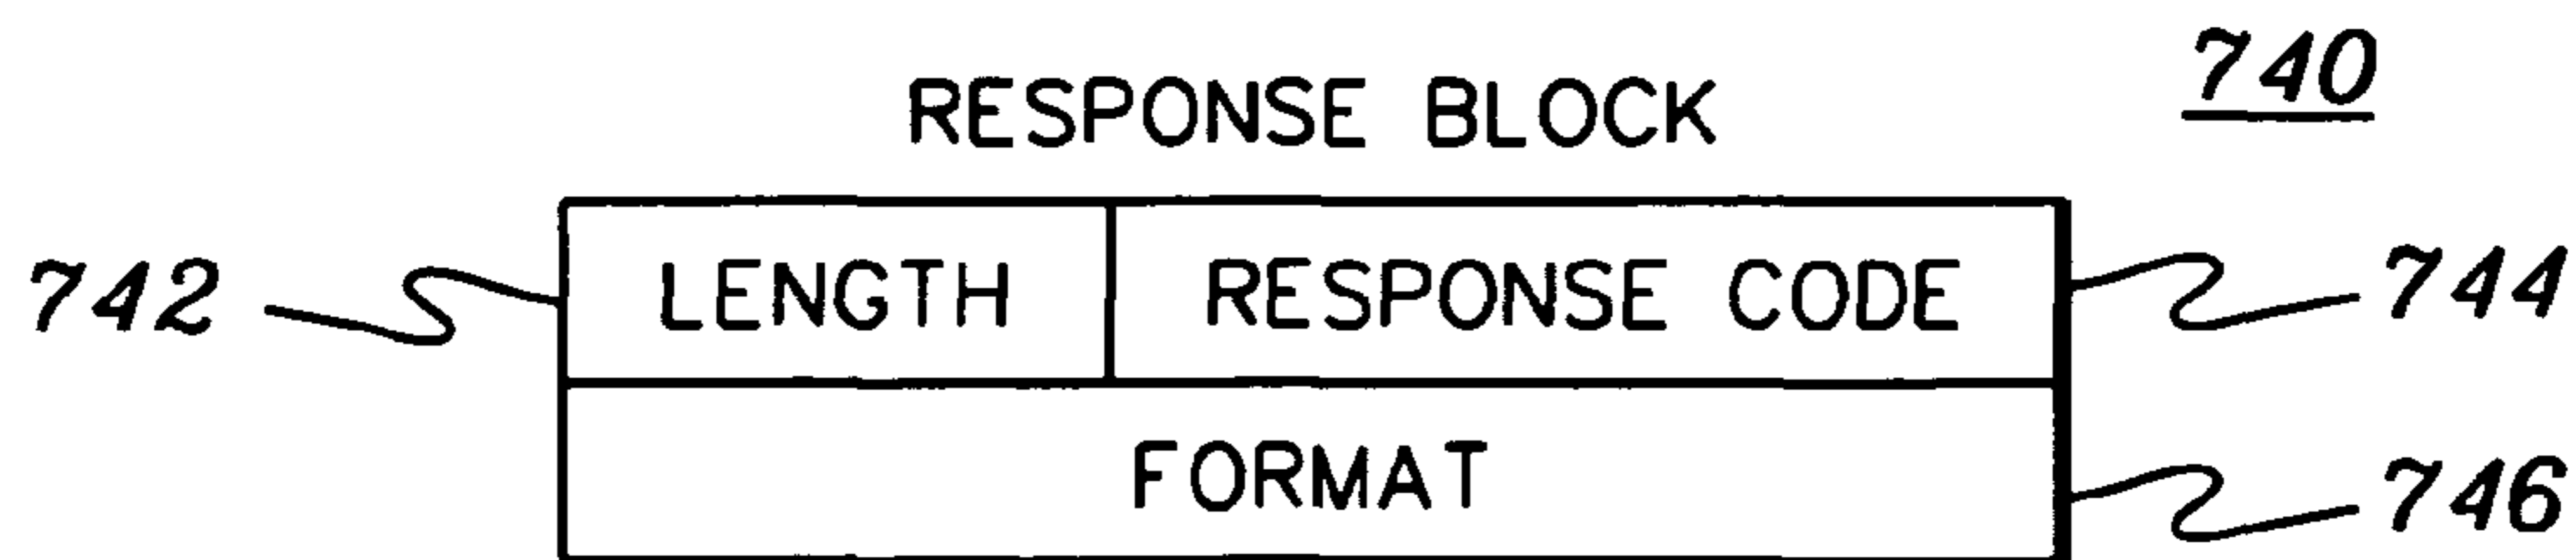 740
RESPONSE BLOCK
742 LENGTH RESPONSE CODE 744
FORMAT 746